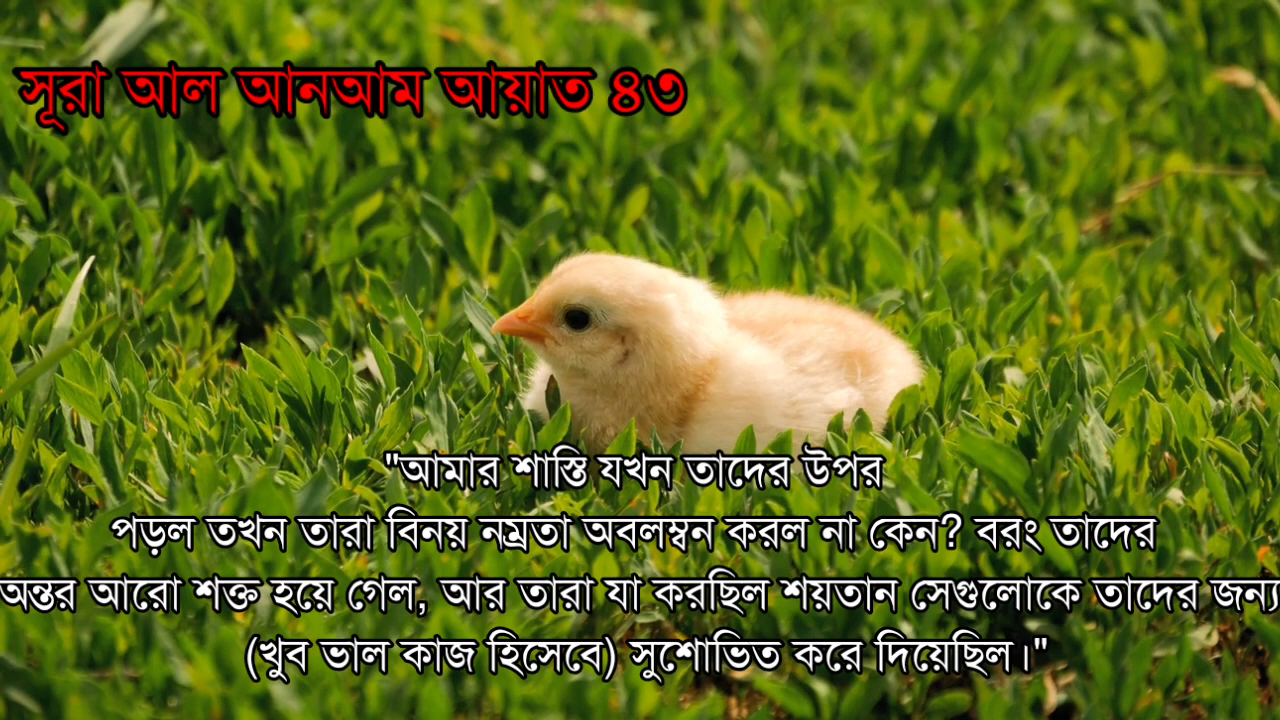 সূরা আল আনআম আয়াত ৪৩
"আমার শাস্তি যখন তাদের উপর
পড়ল তখন তারা বিনয় নম্রতা অবলম্বন করল না কেন? বরং তাদের
অন্তর আরো শক্ত হয়ে গেল, আর তারা যা করছিল শয়তান সেগুলোকে তাদের জন্য
(খুব ভাল কাজ হিসেবে) সুশোভিত করে দিয়েছিল।"